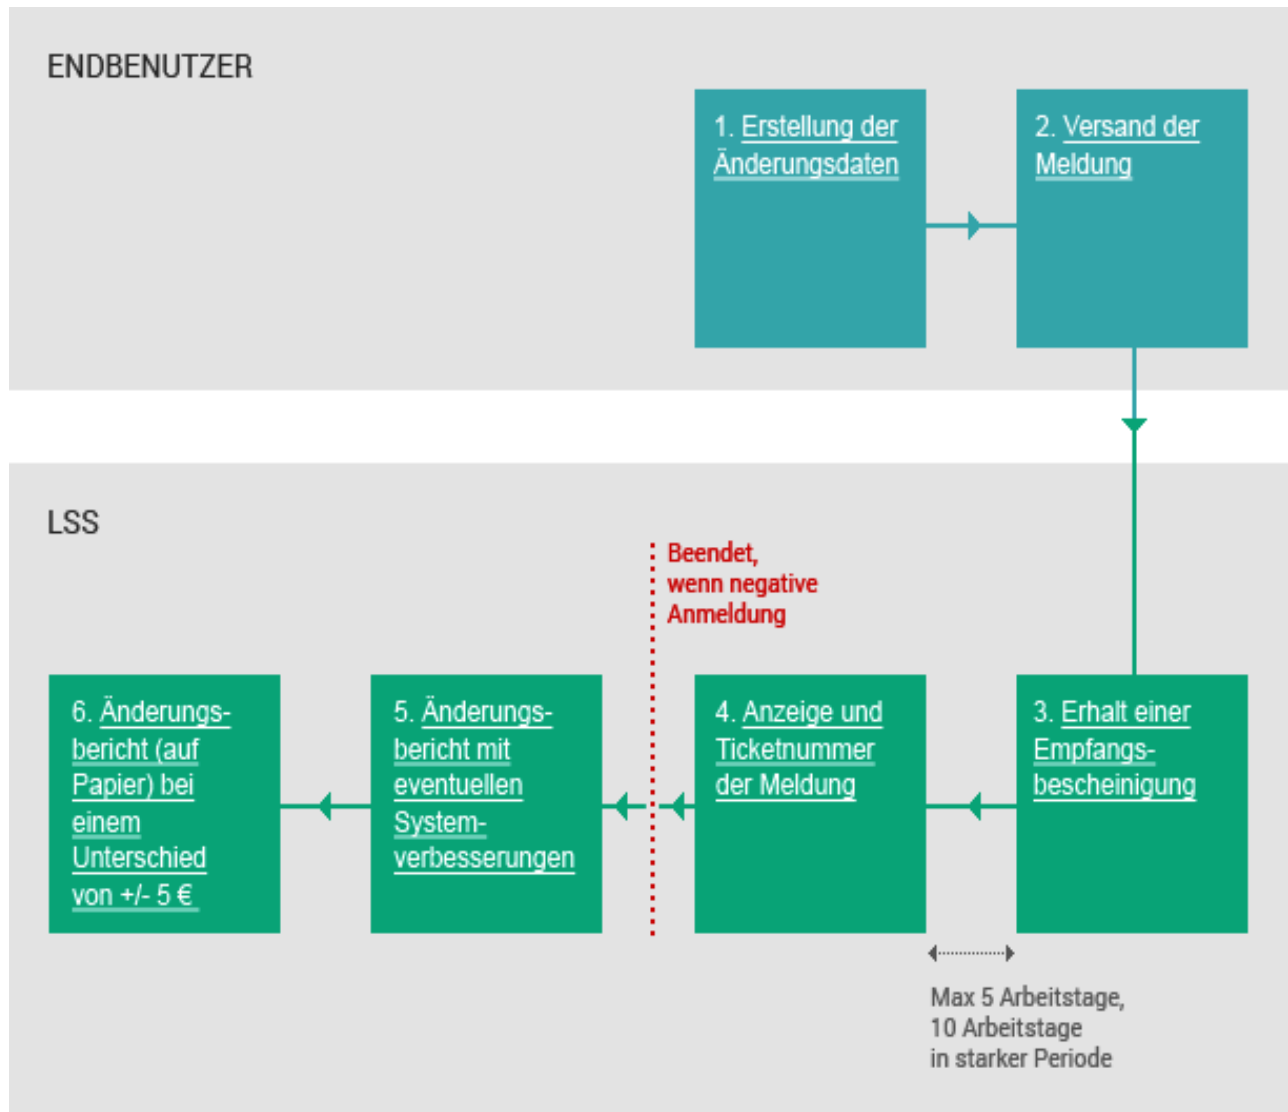 ENDBENUTZER
1. Erstellung der
Änderungsdaten
2. Versand der
Meldung
LSS
Beendet,
wenn negative
Anmeldung
3. Erhalt einer
Empfangs-
bescheinigung
4. Anzeige und
Ticketnummer
der Meldung
5. Änderungs-
bericht mit
eventuellen
System-
verbesserungen
6. Änderungs-
bericht (auf
Papier) bei
einem
Unterschied
von +/- 5 €
Max 5 Arbeitstage,
10 Arbeitstage
in starker Periode